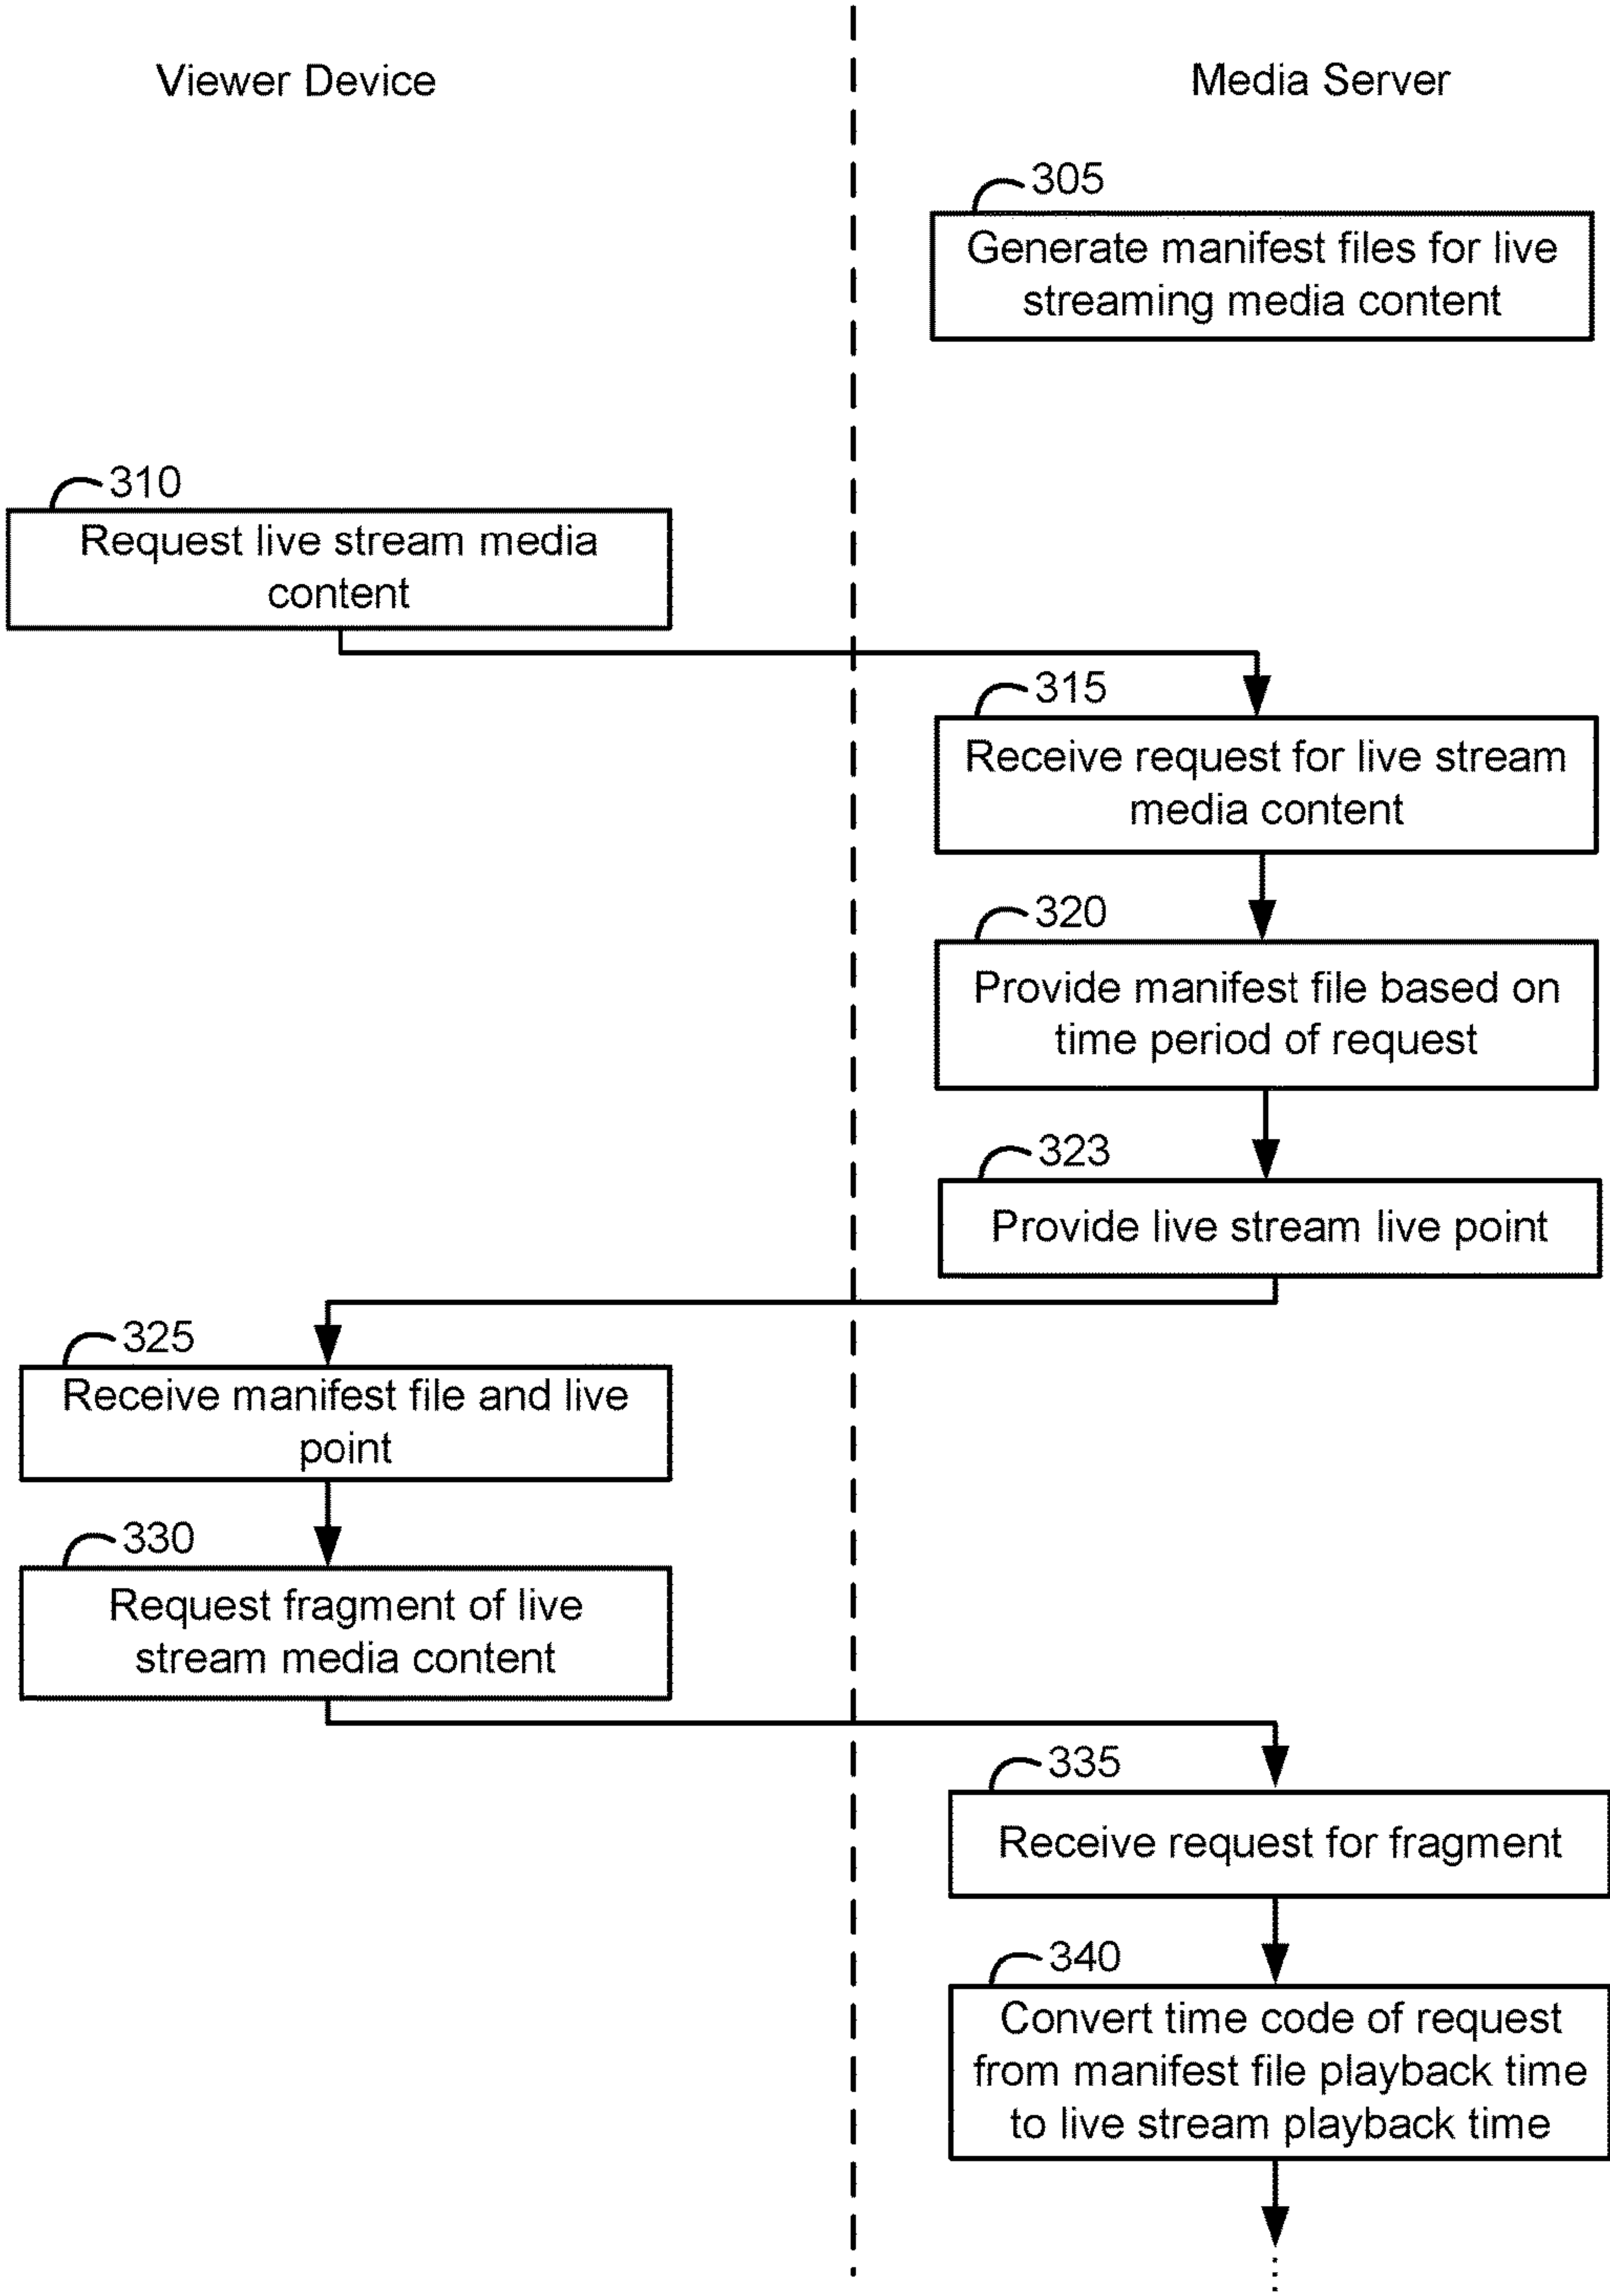 Viewer Device
Media Server
305
Generate manifest files for live
streaming media content
310
Request live stream media
content
315
Receive request for live stream
media content
320
Provide manifest file based on
time period of request
323
Provide live stream live point
325
Receive manifest file and live
point
330
Request fragment of live
stream media content
335
Receive request for fragment
340
Convert time code of request
from manifest file playback time
to live stream playback time